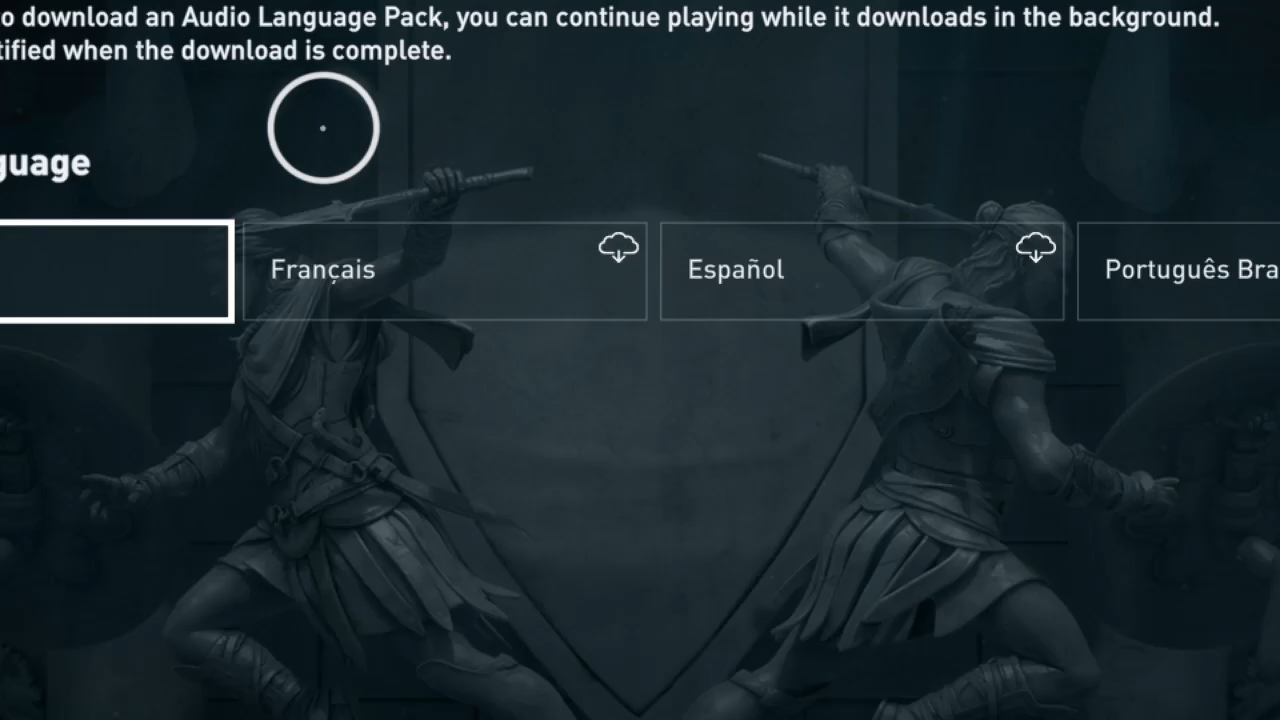 o download an Audio Language Pack, you can continue playing while it downloads in the background.
tified when the download is complete.
guage
Français
Español
Português Bra